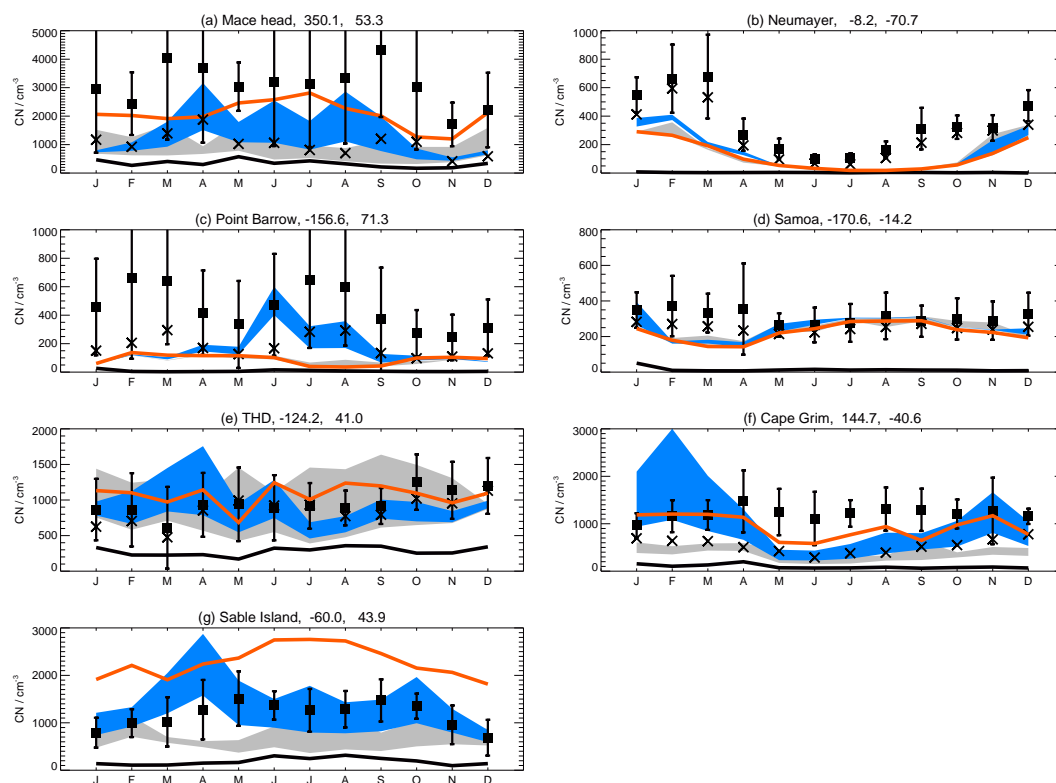 (a) Mace head, 350.1, 53.3
5000
4000
3000
2000
1000
0
CN / cm-3
J F M A M J J A S O N D
(b) Neumayer, -8.2, -70.7
1000
800
600
400
200
0
CN / cm-3
J F M A M J J A S O N D
(c) Point Barrow, -156.6, 71.3
1000
800
600
400
200
0
CN / cm-3
J F M A M J J A S O N D
(d) Samoa, -170.6, -14.2
800
600
400
200
0
CN / cm-3
J F M A M J J A S O N D
(e) THD, -124.2, 41.0
2000
1500
1000
500
0
CN / cm-3
J F M A M J J A S O N D
(f) Cape Grim, 144.7, -40.6
3000
2000
1000
0
CN / cm-3
J F M A M J J A S O N D
(g) Sable Island, -60.0, 43.9
3000
2000
1000
0
CN / cm-3
J F M A M J J A S O N D